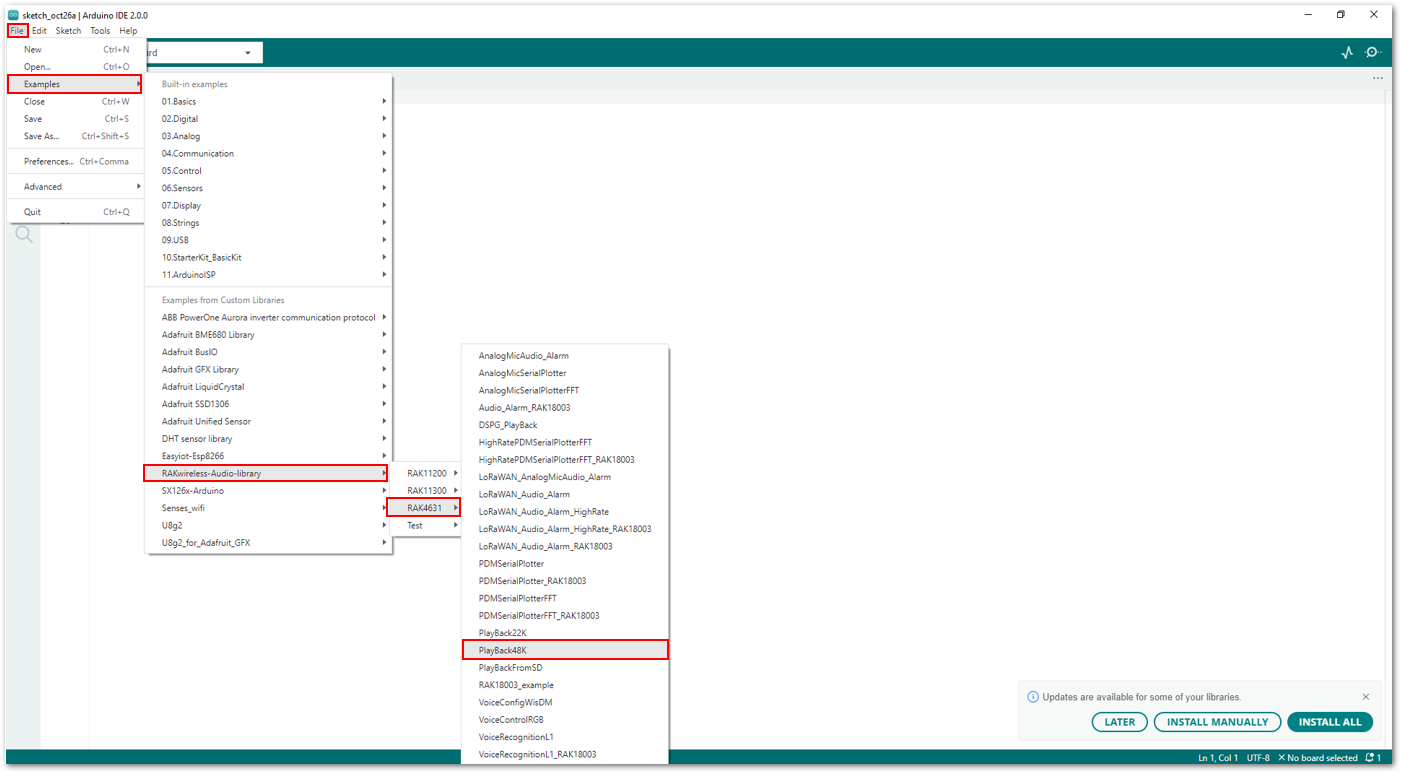 sketch_oct26a | Arduino IDE 2.0.0
File Edit Sketch Tools Help
New Ctrl+N
Open... Ctrl+O
Examples
Close Ctrl+W
Save Ctrl+S
Save As... Ctrl+Shift+S
Preferences... Ctrl+Comma
Advanced
Quit Ctrl+Q
rd
Built-in examples
01.Basics
02.Digital
03.Analog
04.Communication
05.Control
06.Sensors
07.Display
08.Strings
09.USB
10.StarterKit_BasicKit
11.ArduinoISP
Examples from Custom Libraries
ABB PowerOne Aurora inverter communication protocol
Adafruit BME680 Library
Adafruit BusIO
Adafruit GFX Library
Adafruit LiquidCrystal
Adafruit SSD1306
Adafruit Unified Sensor
DHT sensor library
Easyiot-Esp8266
RAKwireless-Audio-library
SX126x-Arduino
Senses_wifi
U8g2
U8g2_for_Adafruit_GFX
RAK11200
RAK11300
RAK4631
Test
AnalogMicAudio_Alarm
AnalogMicSerialPlotter
AnalogMicSerialPlotterFFT
Audio_Alarm_RAK18003
DSPG_PlayBack
HighRatePDMSerialPlotterFFT
HighRatePDMSerialPlotterFFT_RAK18003
LoRaWAN_AnalogMicAudio_Alarm
LoRaWAN_Audio_Alarm
LoRaWAN_Audio_Alarm_HighRate
LoRaWAN_Audio_Alarm_HighRate_RAK18003
LoRaWAN_Audio_Alarm_RAK18003
PDMSerialPlotter
PDMSerialPlotter_RAK18003
PDMSerialPlotterFFT
PDMSerialPlotterFFT_RAK18003
PlayBack22K
PlayBack48K
PlayBackFromSD
RAK18003_example
VoiceConfigWisDM
VoiceControlRGB
VoiceRecognitionL1
VoiceRecognitionL1_RAK18003
Updates are available for some of your libraries.
LATER INSTALL MANUALLY INSTALL ALL
Ln 1, Col 1 UTF-8 No board selected 1